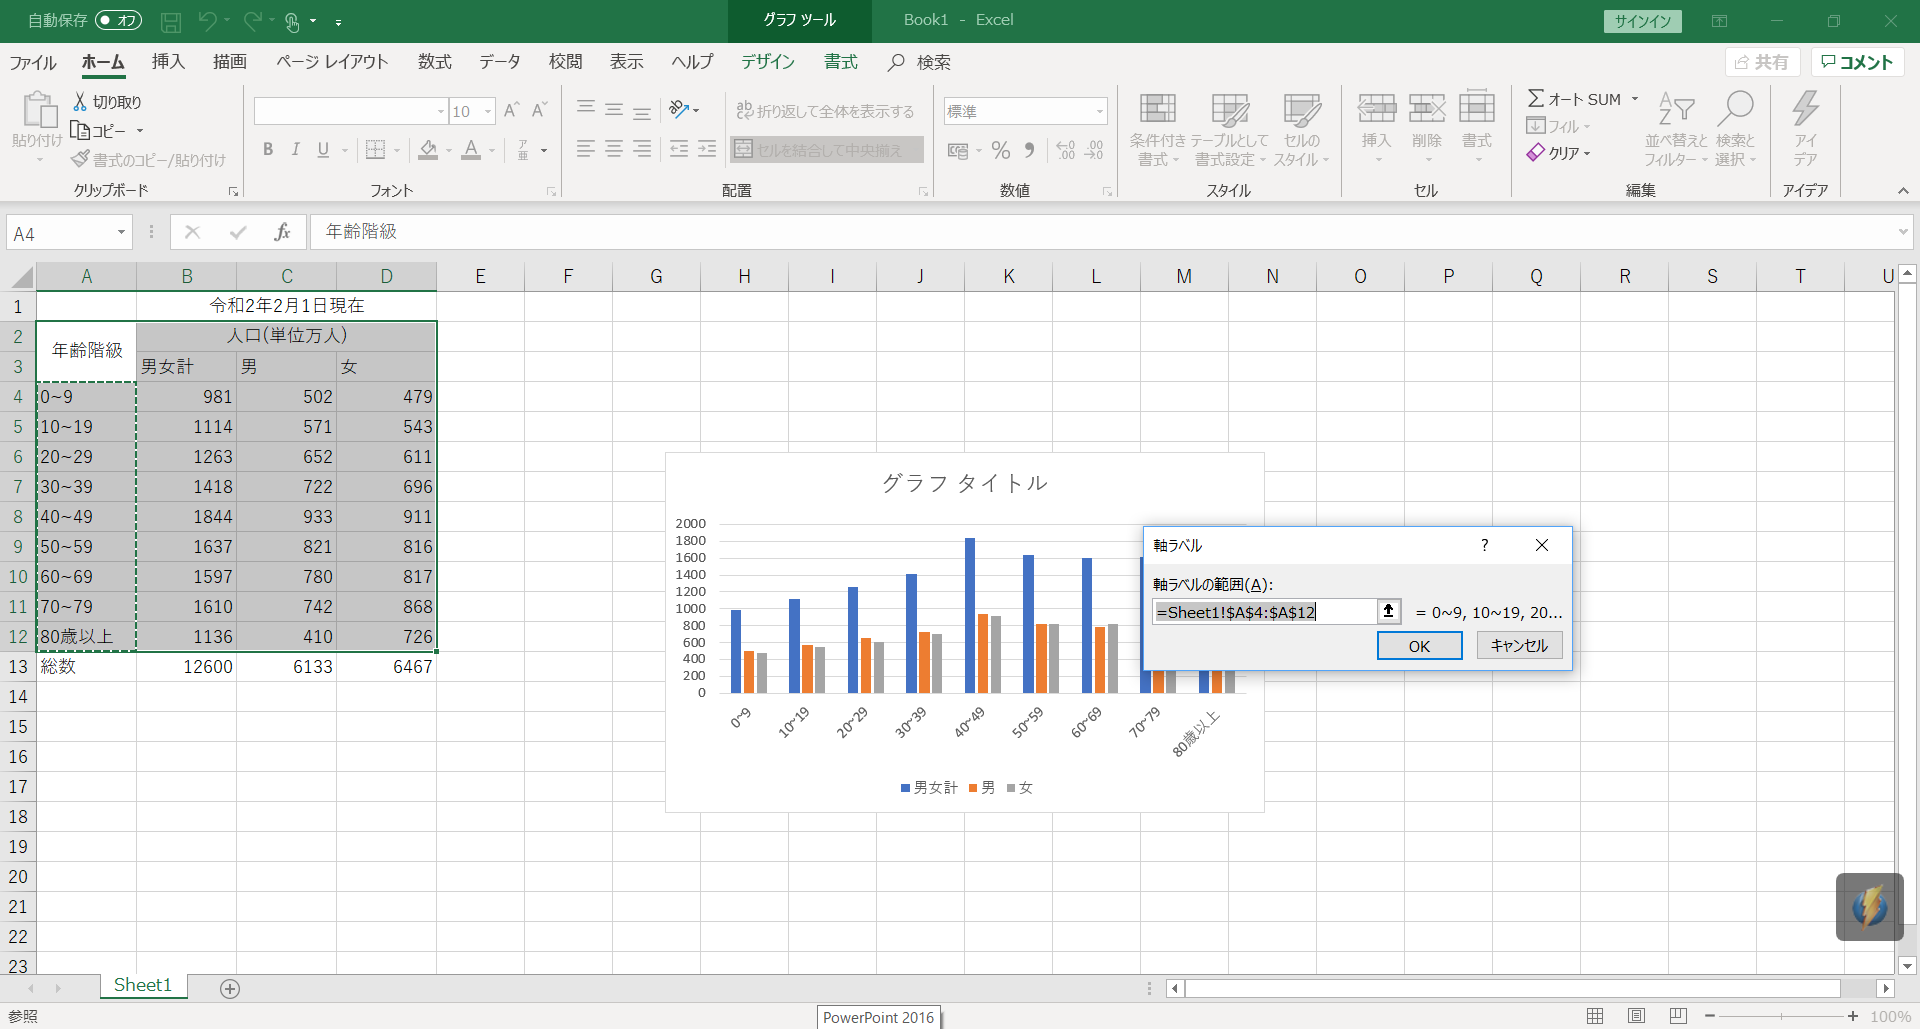 自動保存 オフ
グラフ ツール
Book1 - Excel
サインイン
ファイル ホーム 挿入 描画 ページ レイアウト 数式 データ 校閲 表示 ヘルプ デザイン 書式 検索
共有 コメント
貼り付け
切り取り
コピー
書式のコピー/貼り付け
クリップボード
10
B I U
A
フォント
折り返して全体を表示する
セルを結合して中央揃え
配置
標準
%
数値
条件付き
書式
テーブルとして
書式設定
セルの
スタイル
スタイル
挿入 削除 書式
セル
オート SUM
フィル
クリア
並べ替えと
フィルター
検索と
選択
編集
アイ
デア
アイデア
A4
fx
年齢階級
A B C D E F G H I J K L M N O P Q R S T U
1 令和2年2月1日現在
2 年齢階級 人口(単位万人)
3 男女計 男 女
4 0~9 981 502 479
5 10~19 1114 571 543
6 20~29 1263 652 611
7 30~39 1418 722 696
8 40~49 1844 933 911
9 50~59 1637 821 816
10 60~69 1597 780 817
11 70~79 1610 742 868
12 80歳以上 1136 410 726
13 総数 12600 6133 6467
14
15
16
17
18
19
20
21
22
23
グラフ タイトル
2000
1800
1600
1400
1200
1000
800
600
400
200
0
0~9 10~19 20~29 30~39 40~49 50~59 60~69 70~79 80歳以上
男女計 男 女
軸ラベル
?
軸ラベルの範囲(A):
=Sheet1!$A$4:$A$12
= 0~9, 10~19, 20...
OK
キャンセル
Sheet1
参照
PowerPoint 2016
100%